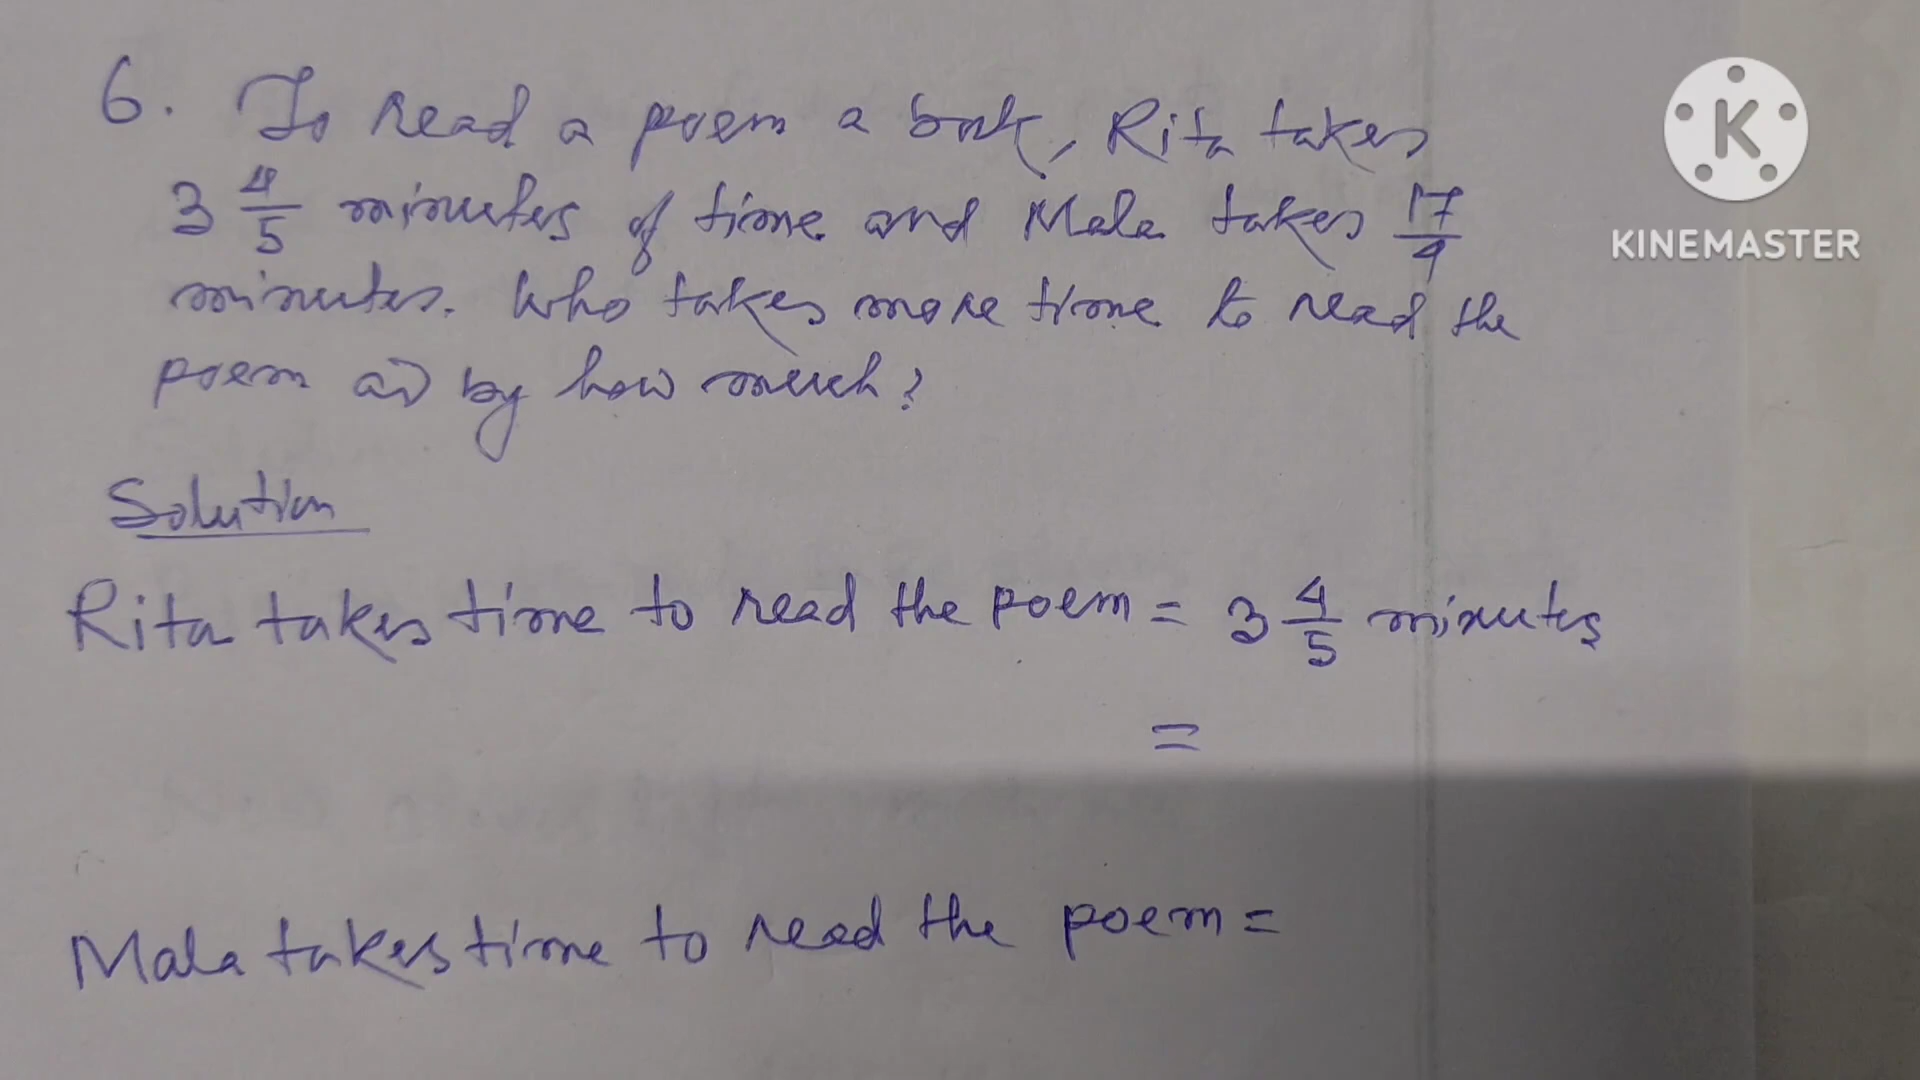 6. To read a poem a book, Rita takes
3 4/5 minutes of time and Mala takes 17/4
minutes. Who takes more time to read the
poem ad by how much?
Solution
Rita takes time to read the poem = 3 4/5 minutes
=
Mala takes time to read the poem =
K
KINEMASTER